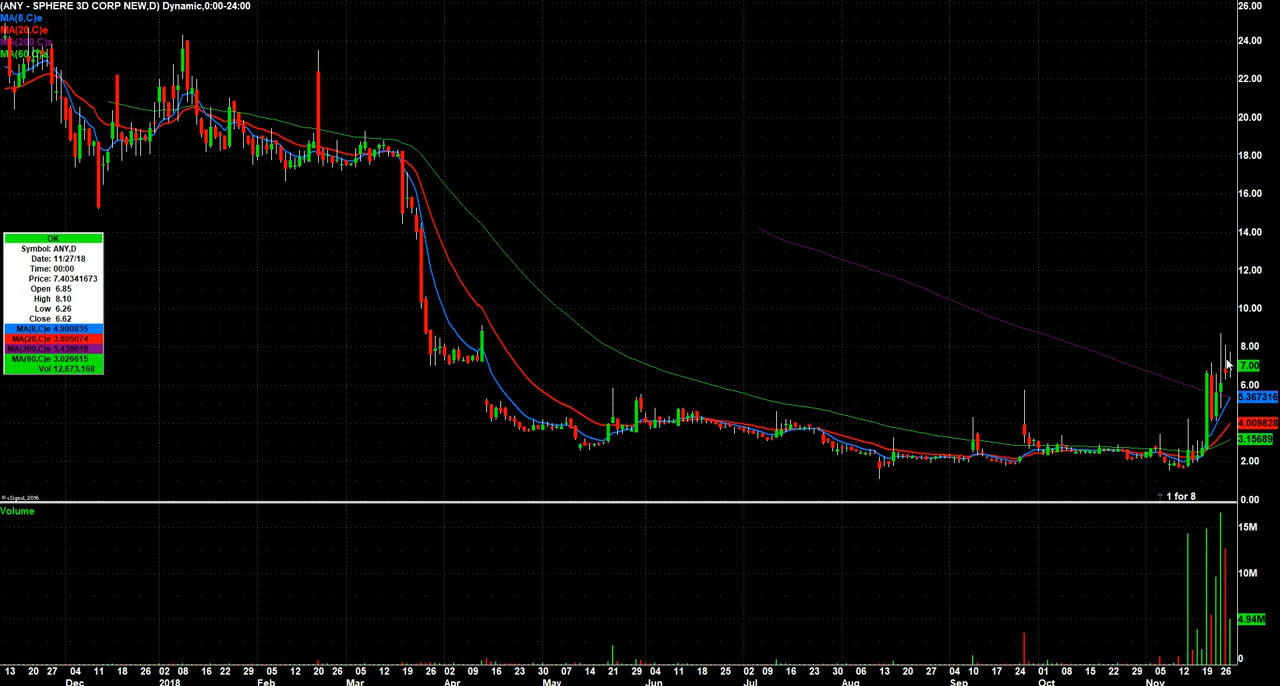 (ANY - SPHERE 3D CORP NEW,D) Dynamic,0:00-24:00
MA(8,C)e
MA(20,C)e
MA(200,C)s
MA(60,C)e
26.00
24.00
22.00
20.00
18.00
16.00
14.00
12.00
10.00
8.00
7.00
6.00
5.367316
4.009828
3.15689
2.00
0.00
OK
Symbol: ANY,D
Date: 11/27/18
Time: 00:00
Price: 7.40341673
Open 6.85
High 8.10
Low 6.26
Close 6.62
MA(8,C)e 4.900835
MA(20,C)e 3.695074
MA(200,C)s 5.438018
MA(60,C)e 3.026615
Vol 12,673,168
© eSignal, 2016
1 for 8
Volume
15M
10M
4.94M
0
13 20 27 04 11 18 26 02 08 16 22 29 05 12 20 26 05 12 19 26 02 09 16 23 30 07 14 21 29 04 11 18 25 02 09 16 23 30 06 13 20 27 04 10 17 24 01 08 15 22 29 05 12 19 26
Dec 2018 Feb Mar Apr May Jun Jul Aug Sep Oct Nov